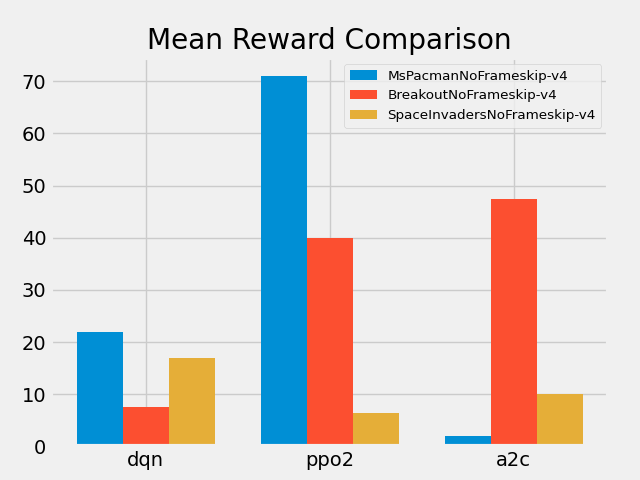 Mean Reward Comparison
MsPacmanNoFrameskip-v4
BreakoutNoFrameskip-v4
SpaceInvadersNoFrameskip-v4
70
60
50
40
30
20
10
0
dqn ppo2 a2c